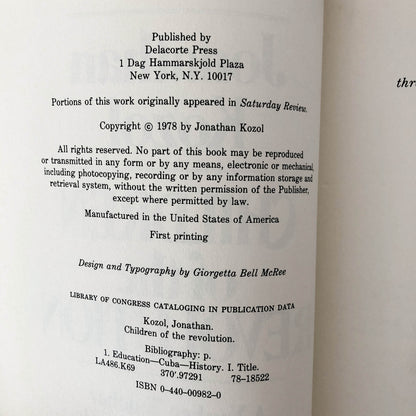 Published by
Delacorte Press
1 Dag Hammarskjold Plaza
New York, N.Y. 10017
Portions of this work originally appeared in Saturday Review.
Copyright © 1978 by Jonathan Kozol
All rights reserved. No part of this book may be reproduced
or transmitted in any form or by any means, electronic or mechanical,
including photocopying, recording or by any information storage and
retrieval system, without the written permission of the Publisher,
except where permitted by law.
Manufactured in the United States of America
First printing
Design and Typography by Giorgetta Bell McRee
LIBRARY OF CONGRESS CATALOGING IN PUBLICATION DATA
Kozol, Jonathan.
Children of the revolution.
Bibliography: p.
1. Education—Cuba—History. I. Title.
LA486.K69 370'.97291 78-18522
ISBN 0-440-00982-0